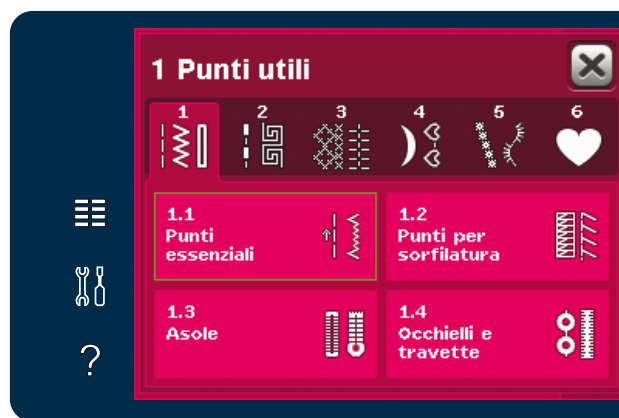 1 Punti utili
1 2 3 4 5 6
1.1
Punti
essenziali
1.2
Punti per
sorfilatura
1.3
Asole
1.4
Occhielli e
travette
?